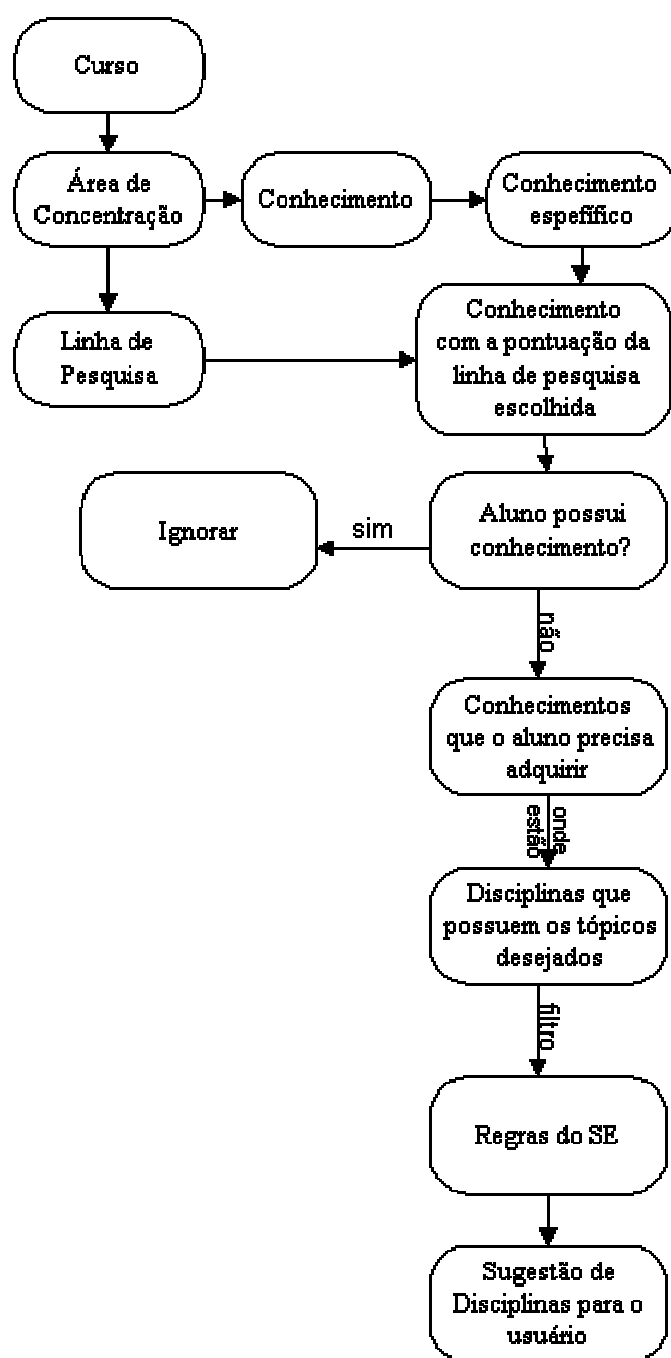 Curso
Área de
Concentração
Conhecimento
Conhecimento
espefífico
Linha de
Pesquisa
Conhecimento
com a pontuação da
linha de pesquisa
escolhida
Ignorar
sim
Aluno possui
conhecimento?
não
Conhecimentos
que o aluno precisa
adquirir
onde
estão
Disciplinas que
possuem os tópicos
desejados
filtro
Regras do SE
Sugestão de
Disciplinas para o
usuário